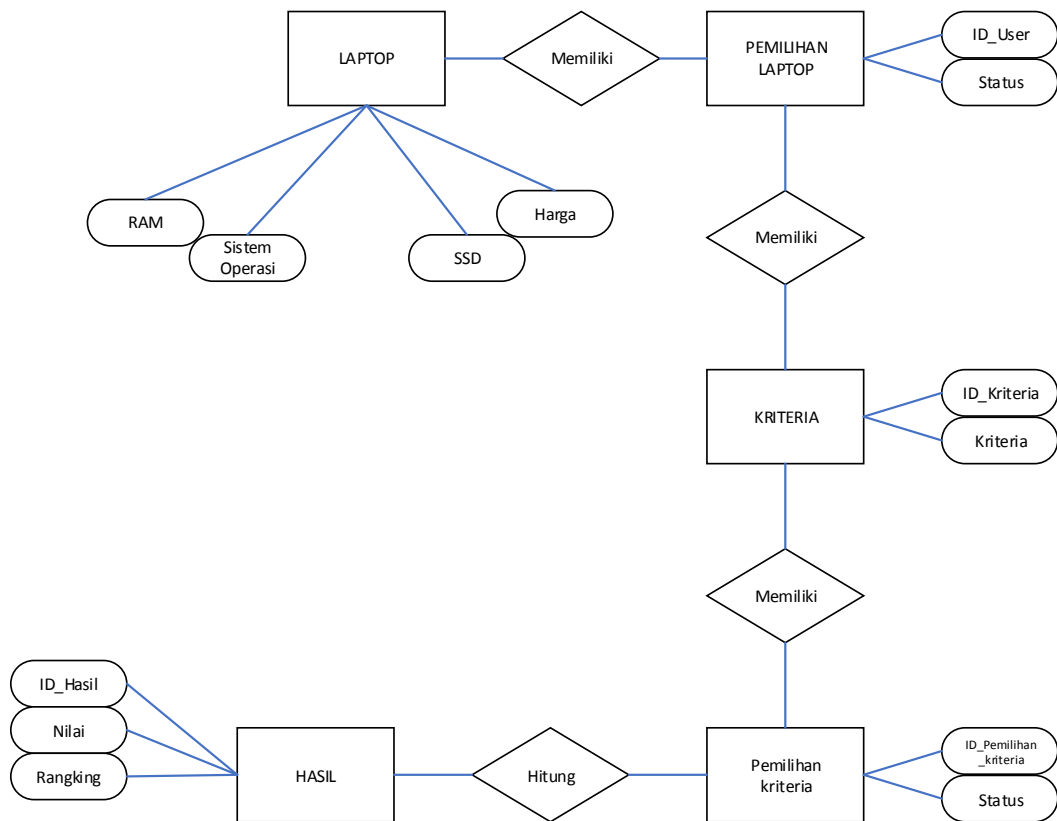 LAPTOP
Memiliki
PEMILIHAN
LAPTOP
ID_User
Status
RAM
Sistem
Operasi
SSD
Harga
Memiliki
KRITERIA
ID_Kriteria
Kriteria
Memiliki
ID_Hasil
Nilai
Rangking
HASIL
Hitung
Pemilihan
kriteria
ID_Pemilihan
_kriteria
Status